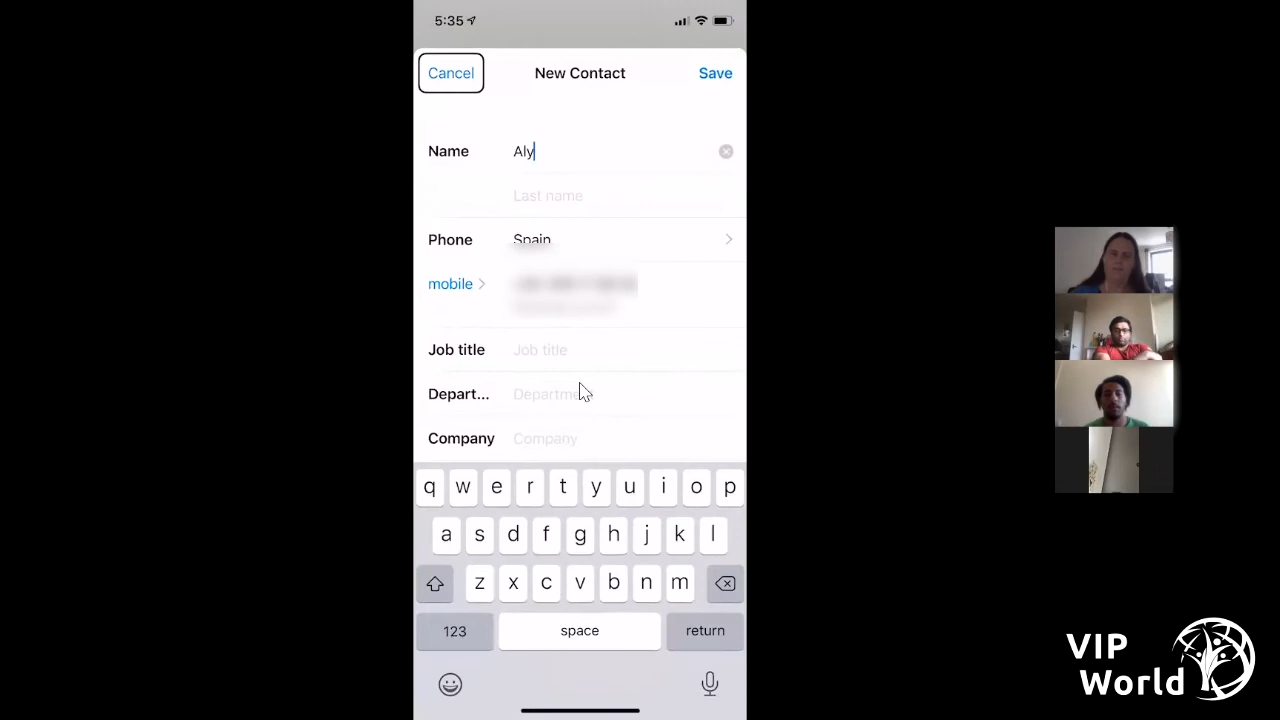 5:35
Cancel New Contact Save
Name Aly
Last name
Phone Spain
mobile
Job title Job title
Depart... Departme
Company Company
q w e r t y u i o p
a s d f g h j k l
z x c v b n m
123 space return
VIP
World